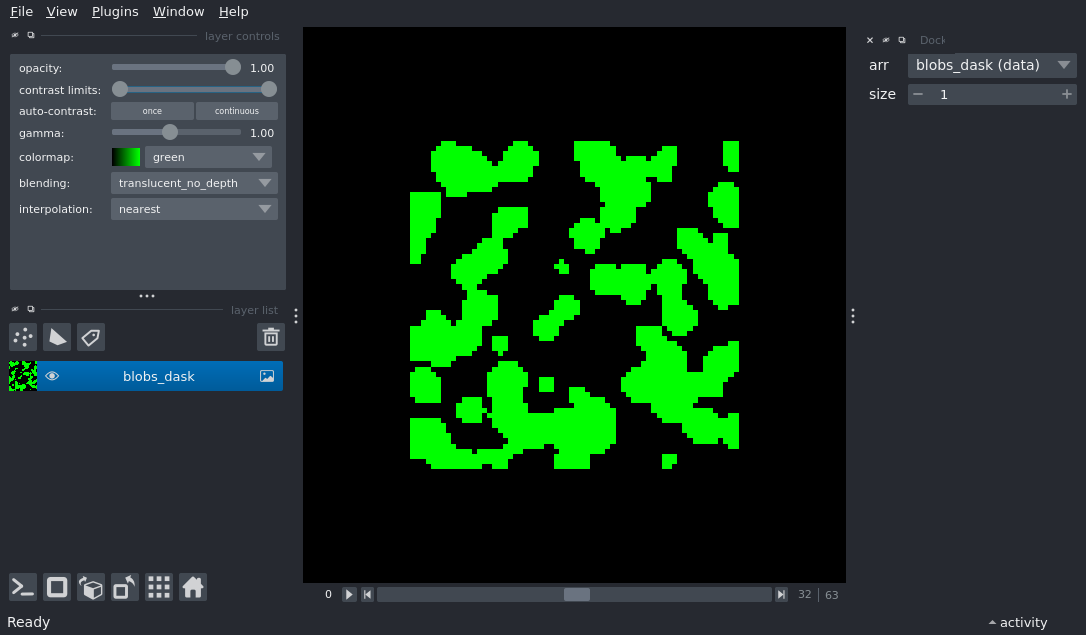 File View Plugins Window Help
layer controls
opacity: 1.00
contrast limits:
auto-contrast: once continuous
gamma: 1.00
colormap: green
blending: translucent_no_depth
interpolation: nearest
layer list
blobs_dask
0 32 63
Ready
Dock
arr blobs_dask (data)
size 1
activity